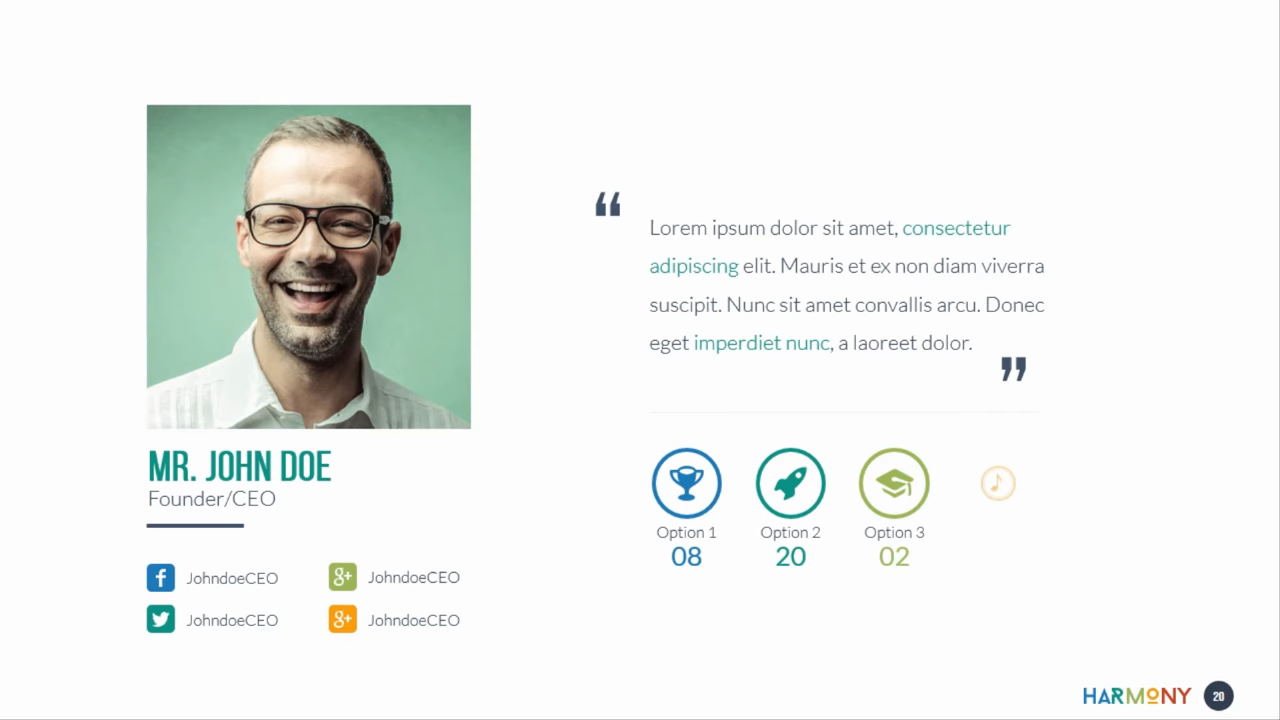 “
Lorem ipsum dolor sit amet, consectetur
adipiscing elit. Mauris et ex non diam viverra
suscipit. Nunc sit amet convallis arcu. Donec
eget imperdiet nunc, a laoreet dolor.
”
MR. JOHN DOE
Founder/CEO
f JohndoeCEO
g+ JohndoeCEO
JohndoeCEO
g+ JohndoeCEO
Option 1
08
Option 2
20
Option 3
02
HARMONY
20